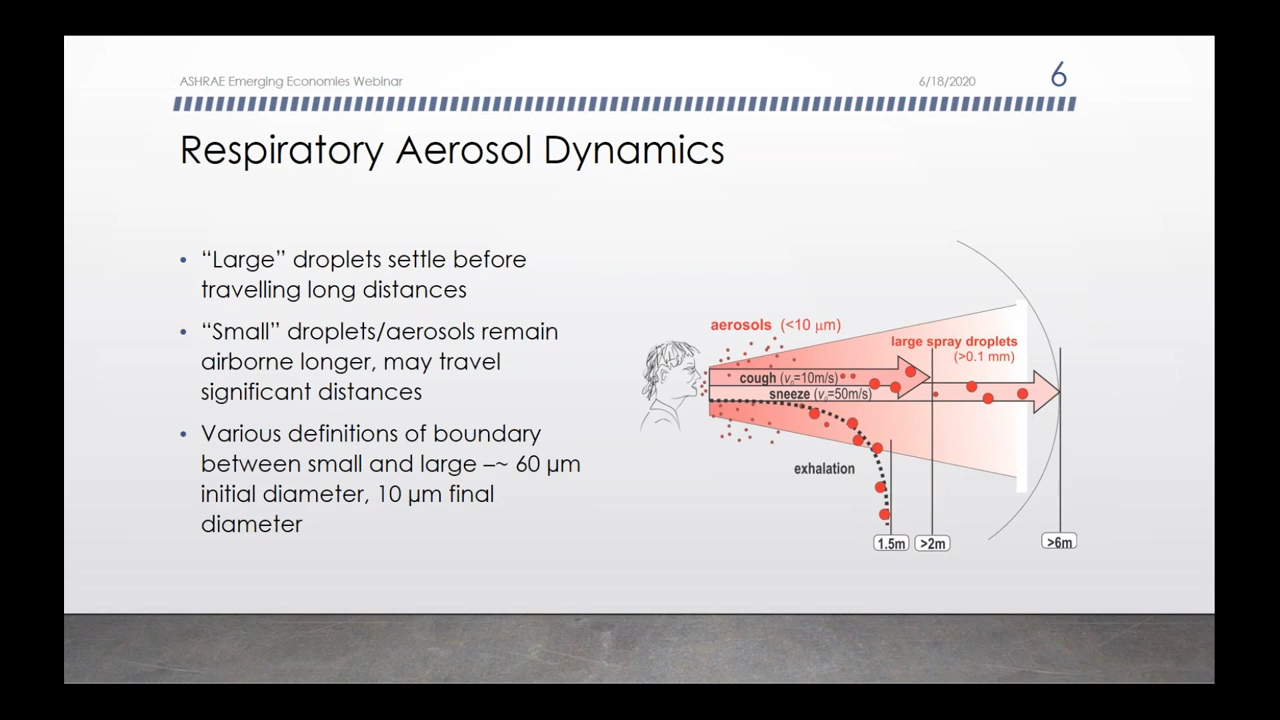 ASHRAE Emerging Economies Webinar
6/18/2020
6
Respiratory Aerosol Dynamics
• “Large” droplets settle before
travelling long distances
• “Small” droplets/aerosols remain
airborne longer, may travel
significant distances
• Various definitions of boundary
between small and large –~ 60 µm
initial diameter, 10 µm final
diameter
aerosols (<10 µm)
large spray droplets
(>0.1 mm)
cough (v₀=10m/s)
sneeze (v₀=50m/s)
exhalation
1.5m
>2m
>6m